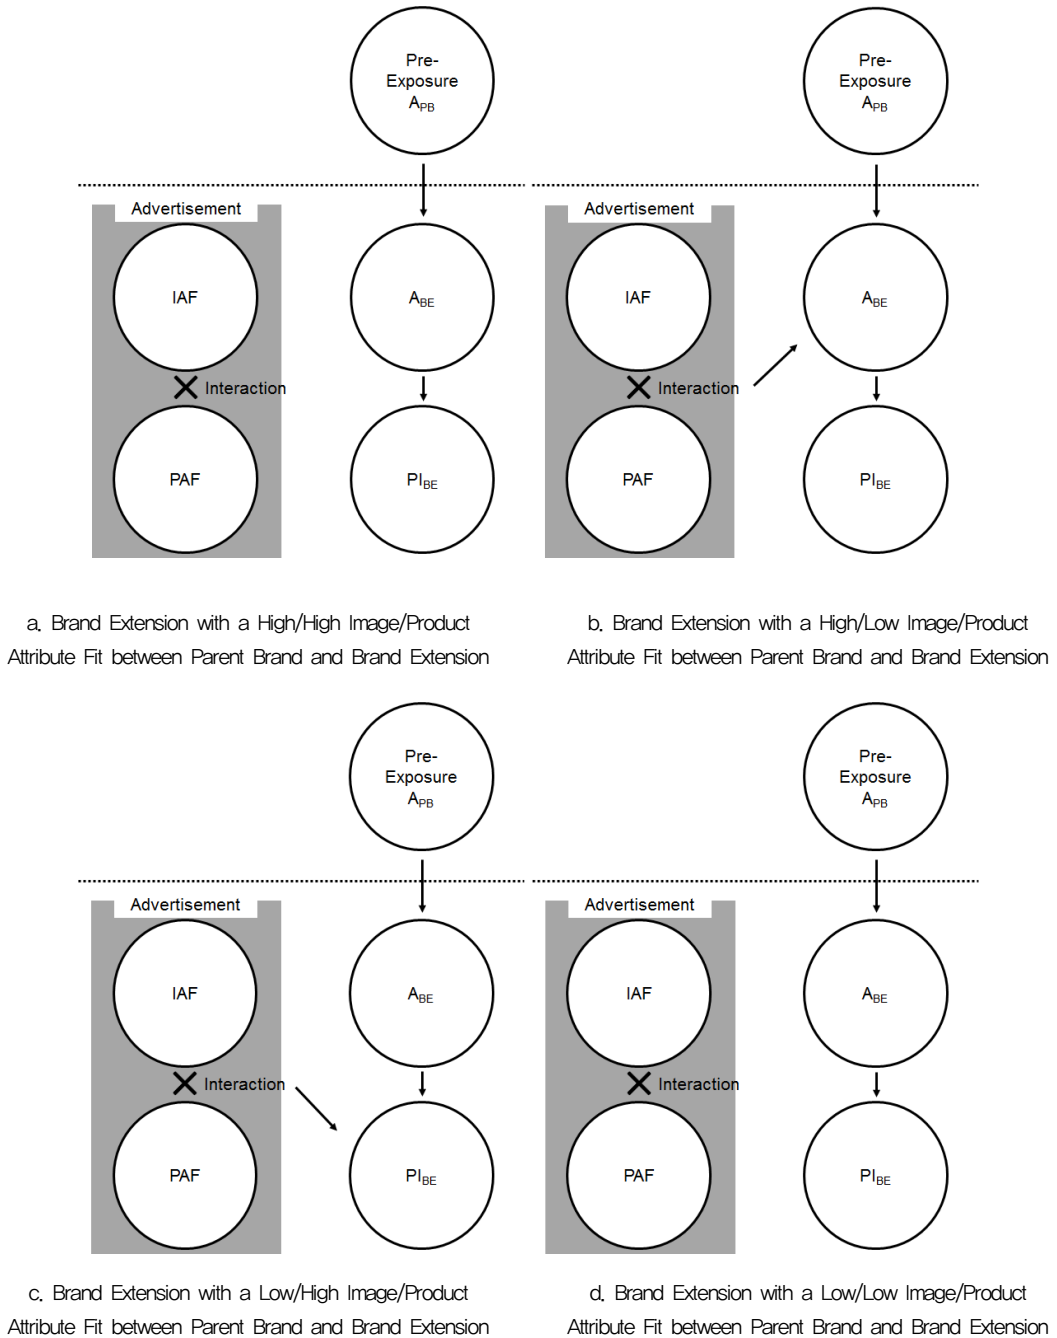 Pre-
Exposure
APB
Advertisement
IAF
ABE
Interaction
PAF
PIBE
Pre-
Exposure
APB
Advertisement
IAF
ABE
Interaction
PAF
PIBE
a. Brand Extension with a High/High Image/Product
Attribute Fit between Parent Brand and Brand Extension
b. Brand Extension with a High/Low Image/Product
Attribute Fit between Parent Brand and Brand Extension
Pre-
Exposure
APB
Advertisement
IAF
ABE
Interaction
PAF
PIBE
Pre-
Exposure
APB
Advertisement
IAF
ABE
Interaction
PAF
PIBE
c. Brand Extension with a Low/High Image/Product
Attribute Fit between Parent Brand and Brand Extension
d. Brand Extension with a Low/Low Image/Product
Attribute Fit between Parent Brand and Brand Extension